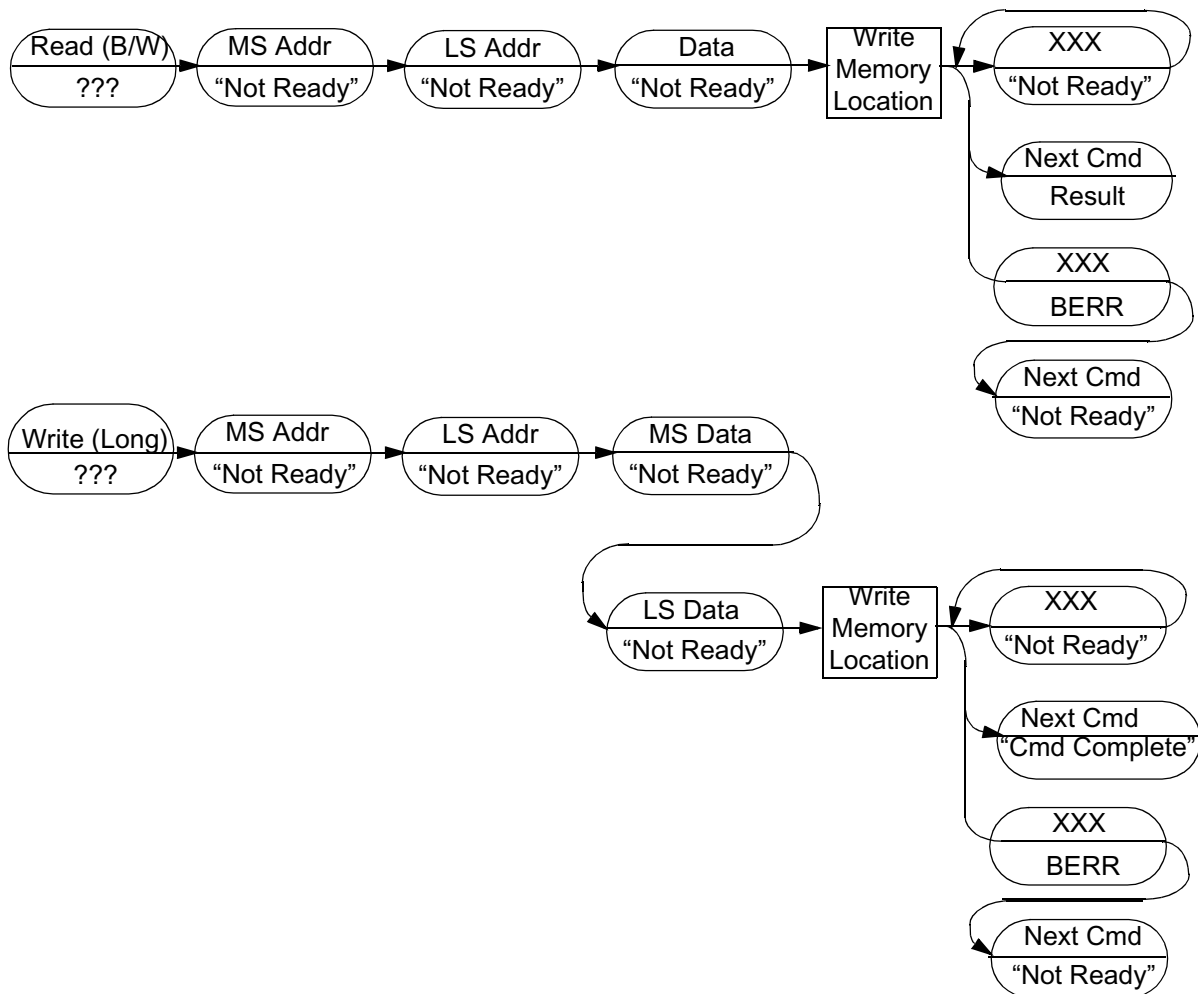 Read (B/W)
???
MS Addr
“Not Ready”
LS Addr
“Not Ready”
Data
“Not Ready”
Write
Memory
Location
XXX
“Not Ready”
Next Cmd
Result
XXX
BERR
Next Cmd
“Not Ready”
Write (Long)
???
MS Addr
“Not Ready”
LS Addr
“Not Ready”
MS Data
“Not Ready”
LS Data
“Not Ready”
Write
Memory
Location
XXX
“Not Ready”
Next Cmd
“Cmd Complete”
XXX
BERR
Next Cmd
“Not Ready”